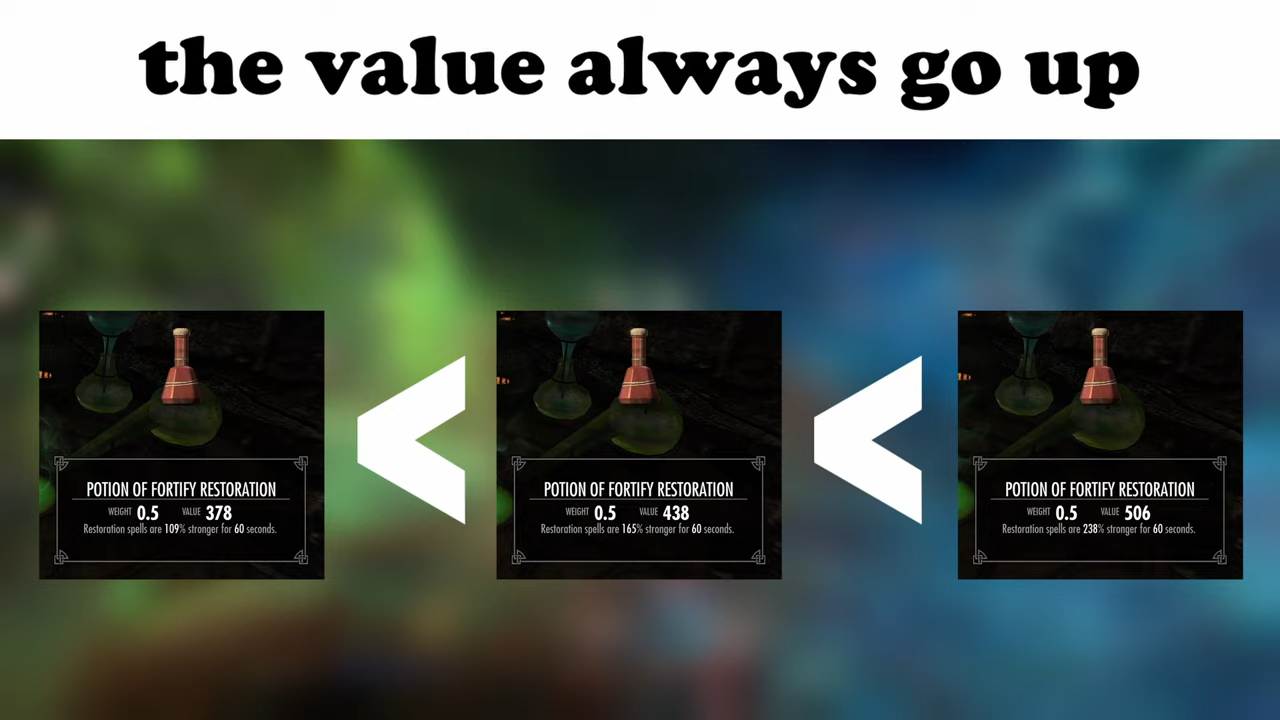 the value always go up
POTION OF FORTIFY RESTORATION
WEIGHT 0.5 VALUE 378
Restoration spells are 109% stronger for 60 seconds.
<
POTION OF FORTIFY RESTORATION
WEIGHT 0.5 VALUE 438
Restoration spells are 165% stronger for 60 seconds.
<
POTION OF FORTIFY RESTORATION
WEIGHT 0.5 VALUE 506
Restoration spells are 238% stronger for 60 seconds.